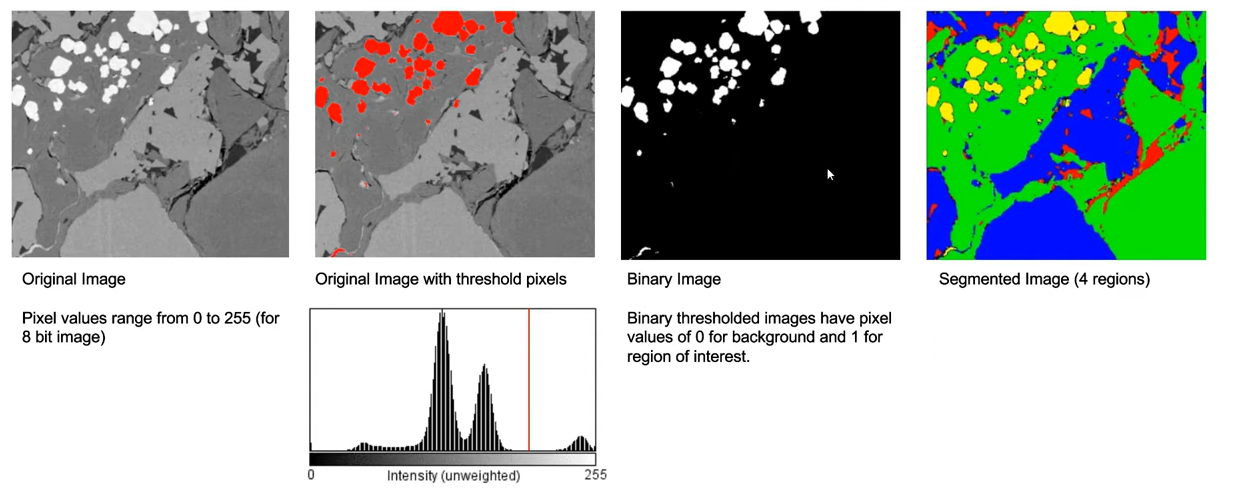 Original Image
Original Image with threshold pixels
Binary Image
Segmented Image (4 regions)
Pixel values range from 0 to 255 (for
8 bit image)
Binary thresholded images have pixel
values of 0 for background and 1 for
region of interest.
0
Intensity (unweighted)
255